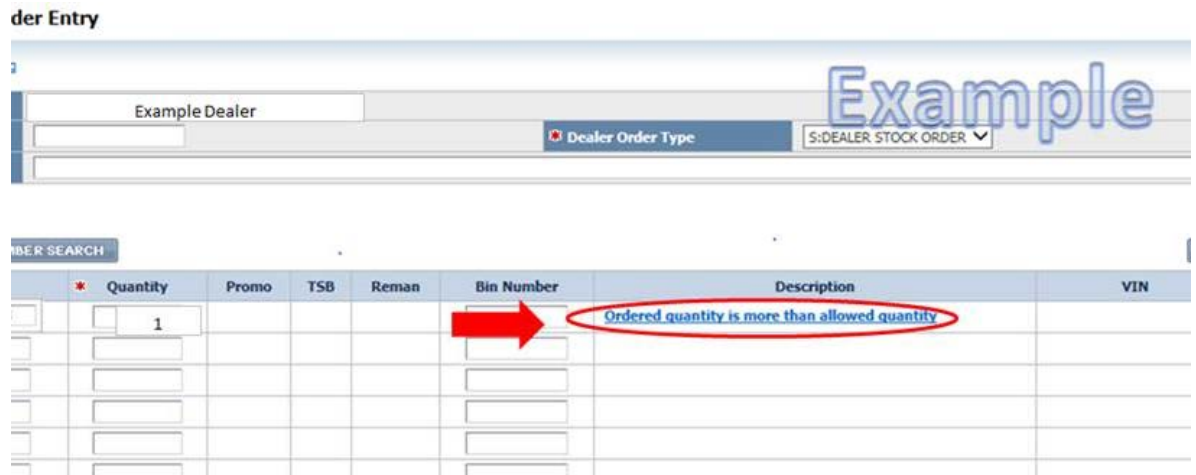 der Entry
Example
Example Dealer
* Dealer Order Type
S:DEALER STOCK ORDER
SEARCH
* Quantity Promo TSB Reman Bin Number Description VIN
1
Ordered quantity is more than allowed quantity